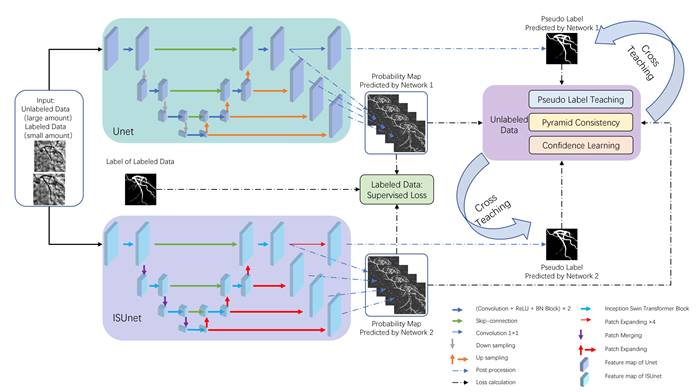 Input:
Unlabeled Data
(large amount)
Labeled Data
(small amount)
Unet
Probability Map
Predicted by Network 1
Pseudo Label
Predicted by Network 1
Cross
Teaching
Unlabeled
Data
Pseudo Label Teaching
Pyramid Consistency
Confidence Learning
Label of Labeled Data
Labeled Data:
Supervised Loss
Cross
Teaching
ISUnet
Probability Map
Predicted by Network 2
Pseudo Label
Predicted by Network 2
(Convolution + ReLU + BN Block) × 2
Skip-connection
Convolution 1×1
Down sampling
Up sampling
Post procession
Loss calculation
Inception Swin Transformer Block
Patch Expanding ×4
Patch Merging
Patch Expanding
Feature map of Unet
Feature map of ISUnet